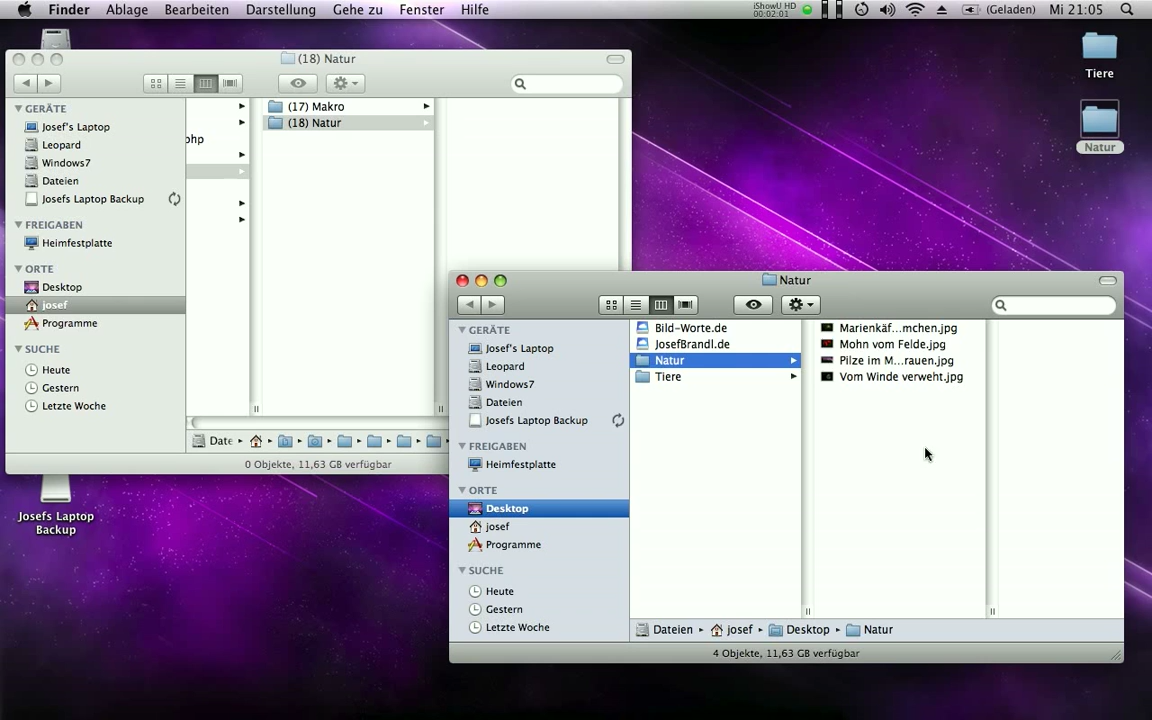 Finder Ablage Bearbeiten Darstellung Gehe zu Fenster Hilfe
iShowU HD
00:02:01
(Geladen) Mi 21:05
Tiere
Natur
Josefs Laptop
Backup
(18) Natur
GERÄTE
Josef's Laptop
Leopard
Windows7
Dateien
Josefs Laptop Backup
FREIGABEN
Heimfestplatte
ORTE
Desktop
josef
Programme
SUCHE
Heute
Gestern
Letzte Woche
(17) Makro
(18) Natur
Date
0 Objekte, 11,63 GB verfügbar
Natur
GERÄTE
Josef's Laptop
Leopard
Windows7
Dateien
Josefs Laptop Backup
FREIGABEN
Heimfestplatte
ORTE
Desktop
josef
Programme
SUCHE
Heute
Gestern
Letzte Woche
Bild-Worte.de
JosefBrandl.de
Natur
Tiere
Marienkäf...mchen.jpg
Mohn vom Felde.jpg
Pilze im M...rauen.jpg
Vom Winde verweht.jpg
Dateien josef Desktop Natur
4 Objekte, 11,63 GB verfügbar